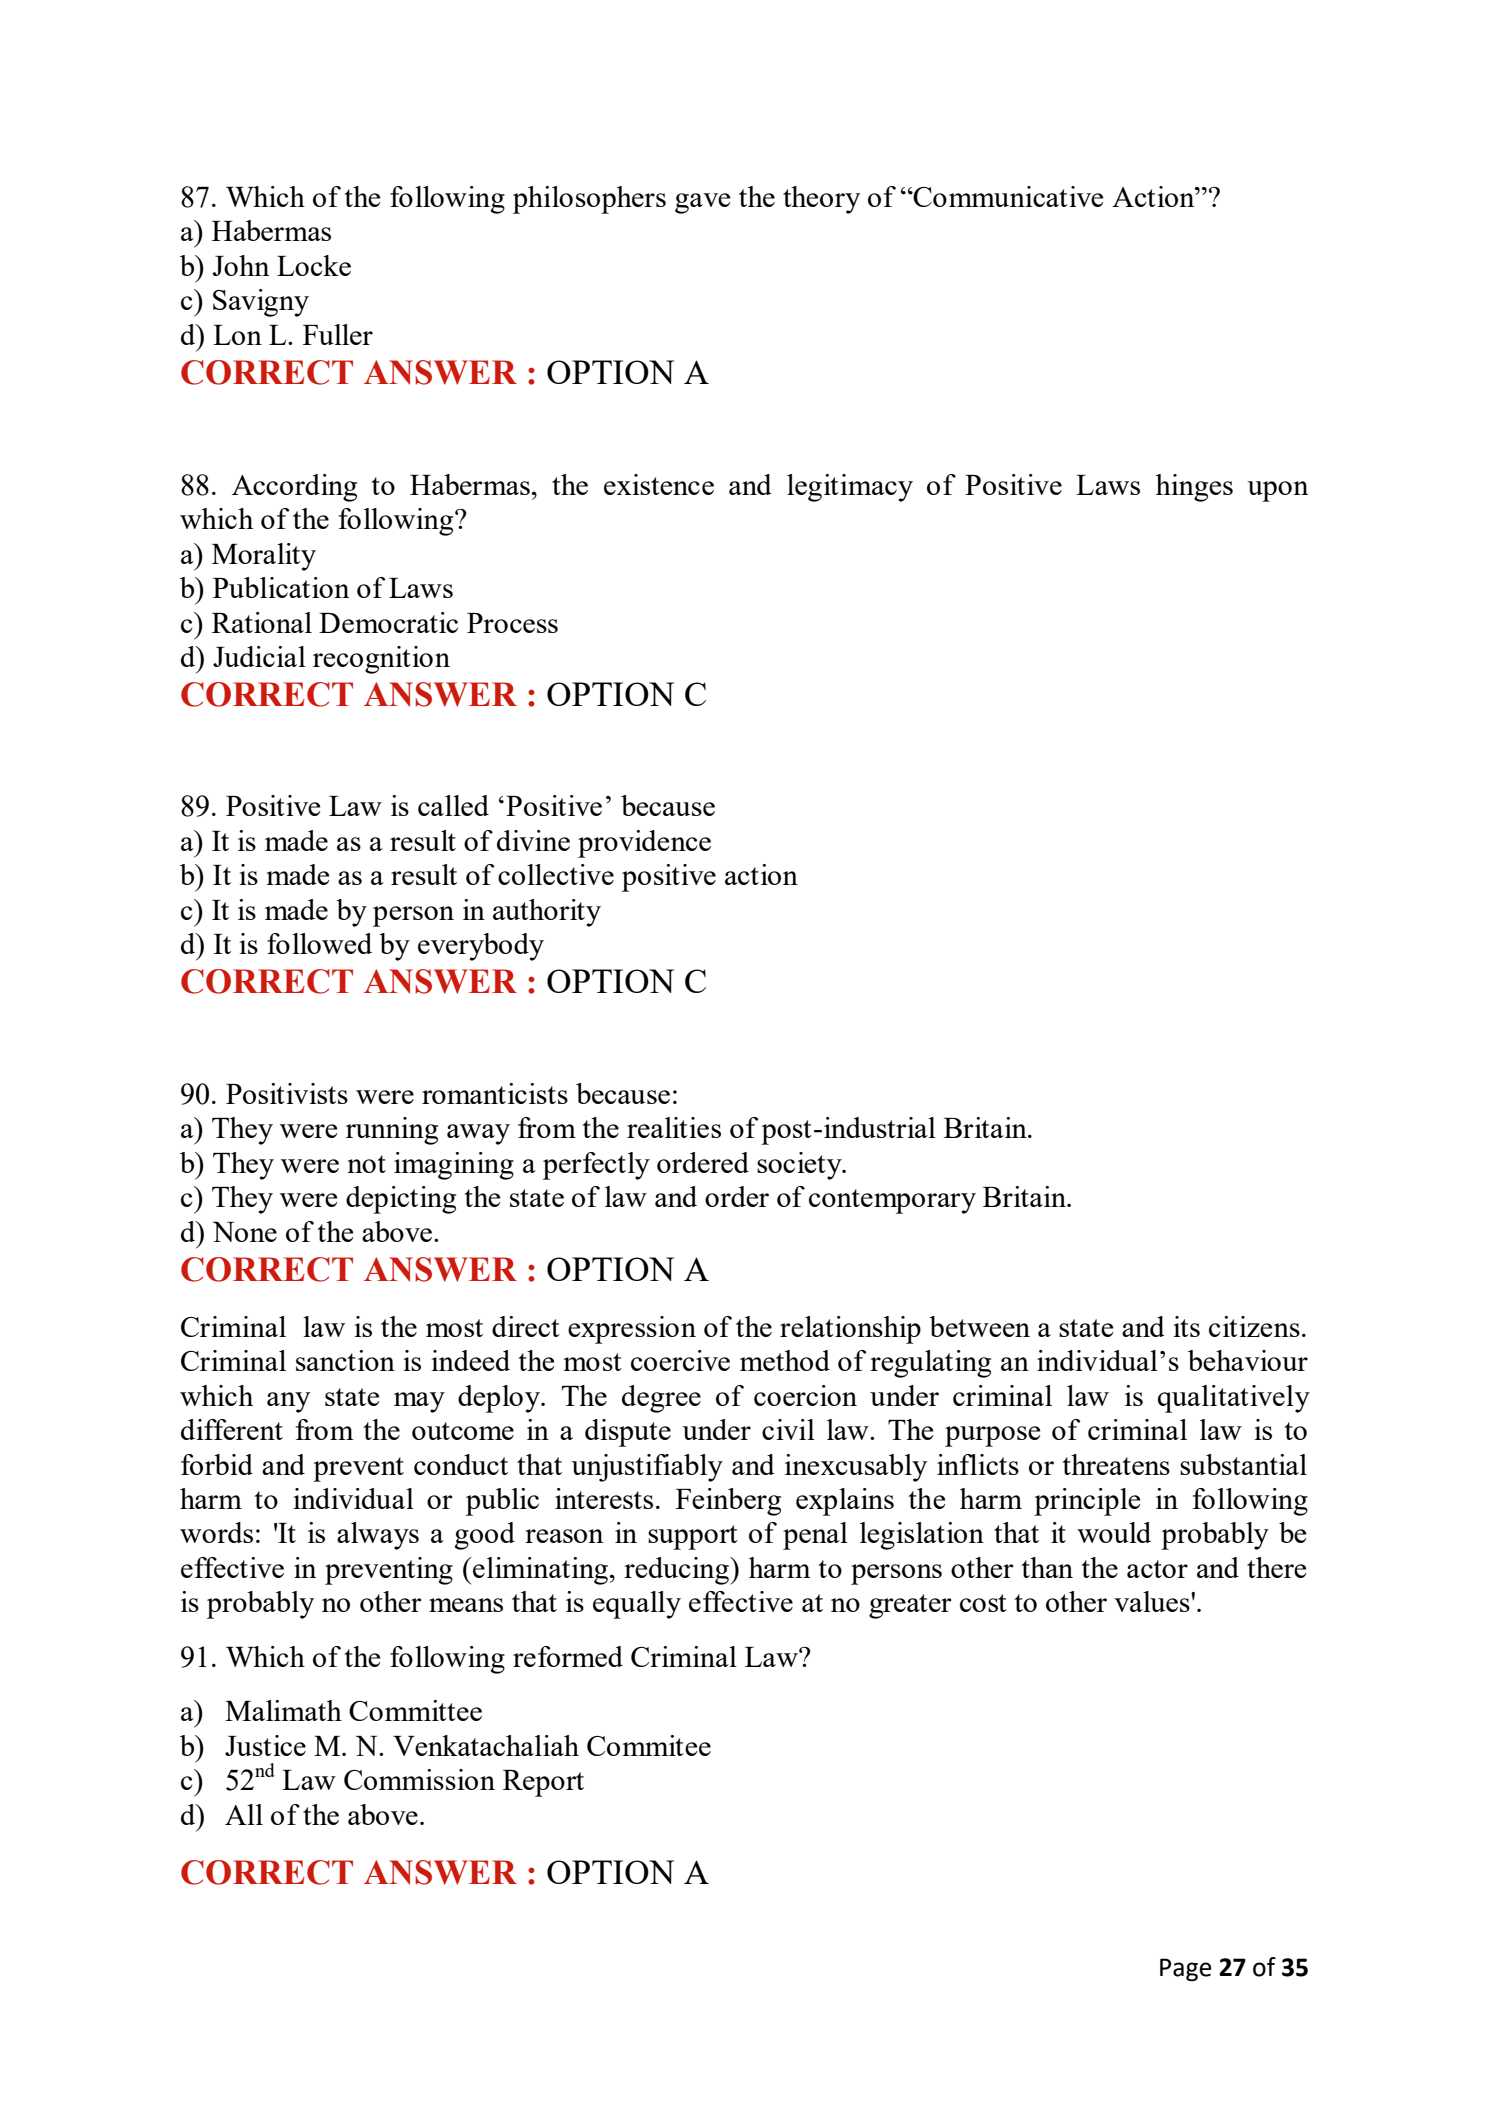 87. Which of the following philosophers gave the theory of “Communicative Action”?
a) Habermas
b) John Locke
c) Savigny
d) Lon L. Fuller
CORRECT ANSWER : OPTION A
88. According to Habermas, the existence and legitimacy of Positive Laws hinges upon
which of the following?
a) Morality
b) Publication of Laws
c) Rational Democratic Process
d) Judicial recognition
CORRECT ANSWER : OPTION C
89. Positive Law is called ‘Positive’ because
a) It is made as a result of divine providence
b) It is made as a result of collective positive action
c) It is made by person in authority
d) It is followed by everybody
CORRECT ANSWER : OPTION C
90. Positivists were romanticists because:
a) They were running away from the realities of post-industrial Britain.
b) They were not imagining a perfectly ordered society.
c) They were depicting the state of law and order of contemporary Britain.
d) None of the above.
CORRECT ANSWER : OPTION A
Criminal law is the most direct expression of the relationship between a state and its citizens.
Criminal sanction is indeed the most coercive method of regulating an individual’s behaviour
which any state may deploy. The degree of coercion under criminal law is qualitatively
different from the outcome in a dispute under civil law. The purpose of criminal law is to
forbid and prevent conduct that unjustifiably and inexcusably inflicts or threatens substantial
harm to individual or public interests. Feinberg explains the harm principle in following
words: 'It is always a good reason in support of penal legislation that it would probably be
effective in preventing (eliminating, reducing) harm to persons other than the actor and there
is probably no other means that is equally effective at no greater cost to other values'.
91. Which of the following reformed Criminal Law?
a) Malimath Committee
b) Justice M. N. Venkatachaliah Commitee
c) 52nd Law Commission Report
d) All of the above.
CORRECT ANSWER : OPTION A
Page 27 of 35